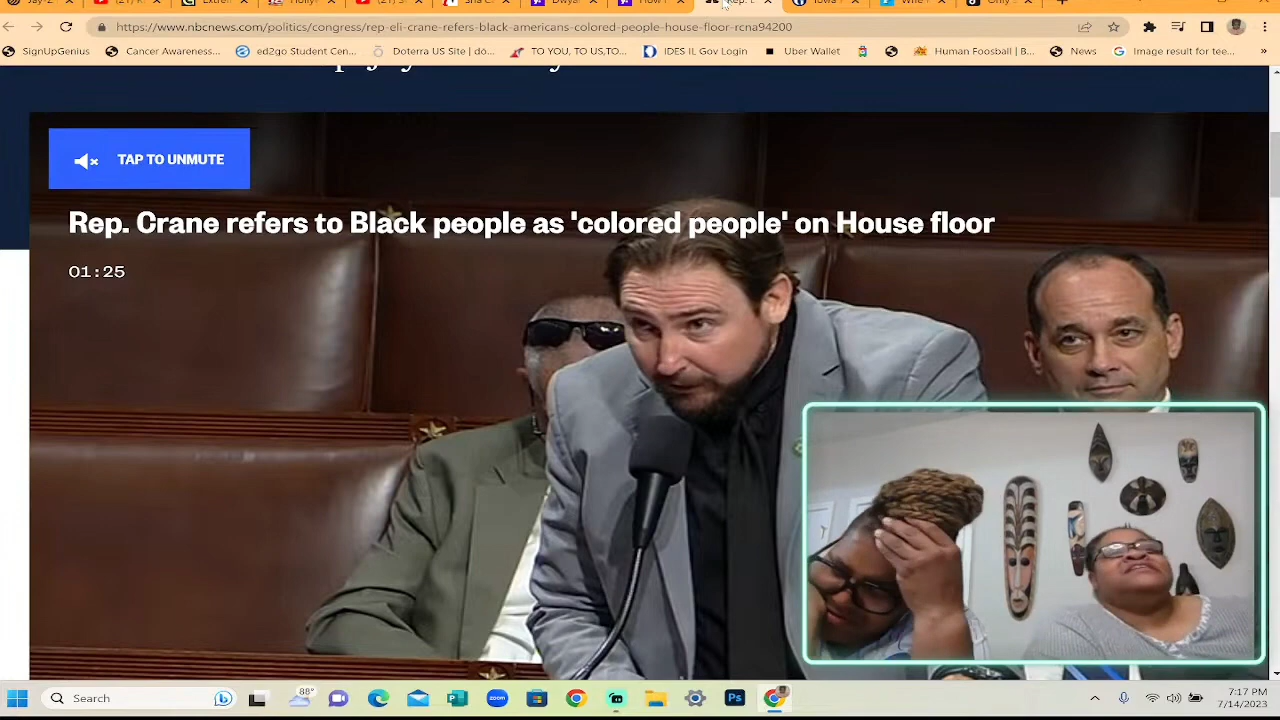 https://www.nbcnews.com/politics/congress/rep-eli-crane-refers-black-americans-colored-people-house-floor-rcna94200
SignUpGenius
Cancer Awareness...
ed2go Student Cen...
Doterra US Site | dō...
TO YOU, TO US,TO...
IDES IL Gov Login
Uber Wallet
Human Foosball | B...
News
Image result for tee...
TAP TO UNMUTE
Rep. Crane refers to Black people as 'colored people' on House floor
01:25
88°
Search
zoom
Ps
7:17 PM
7/14/2023